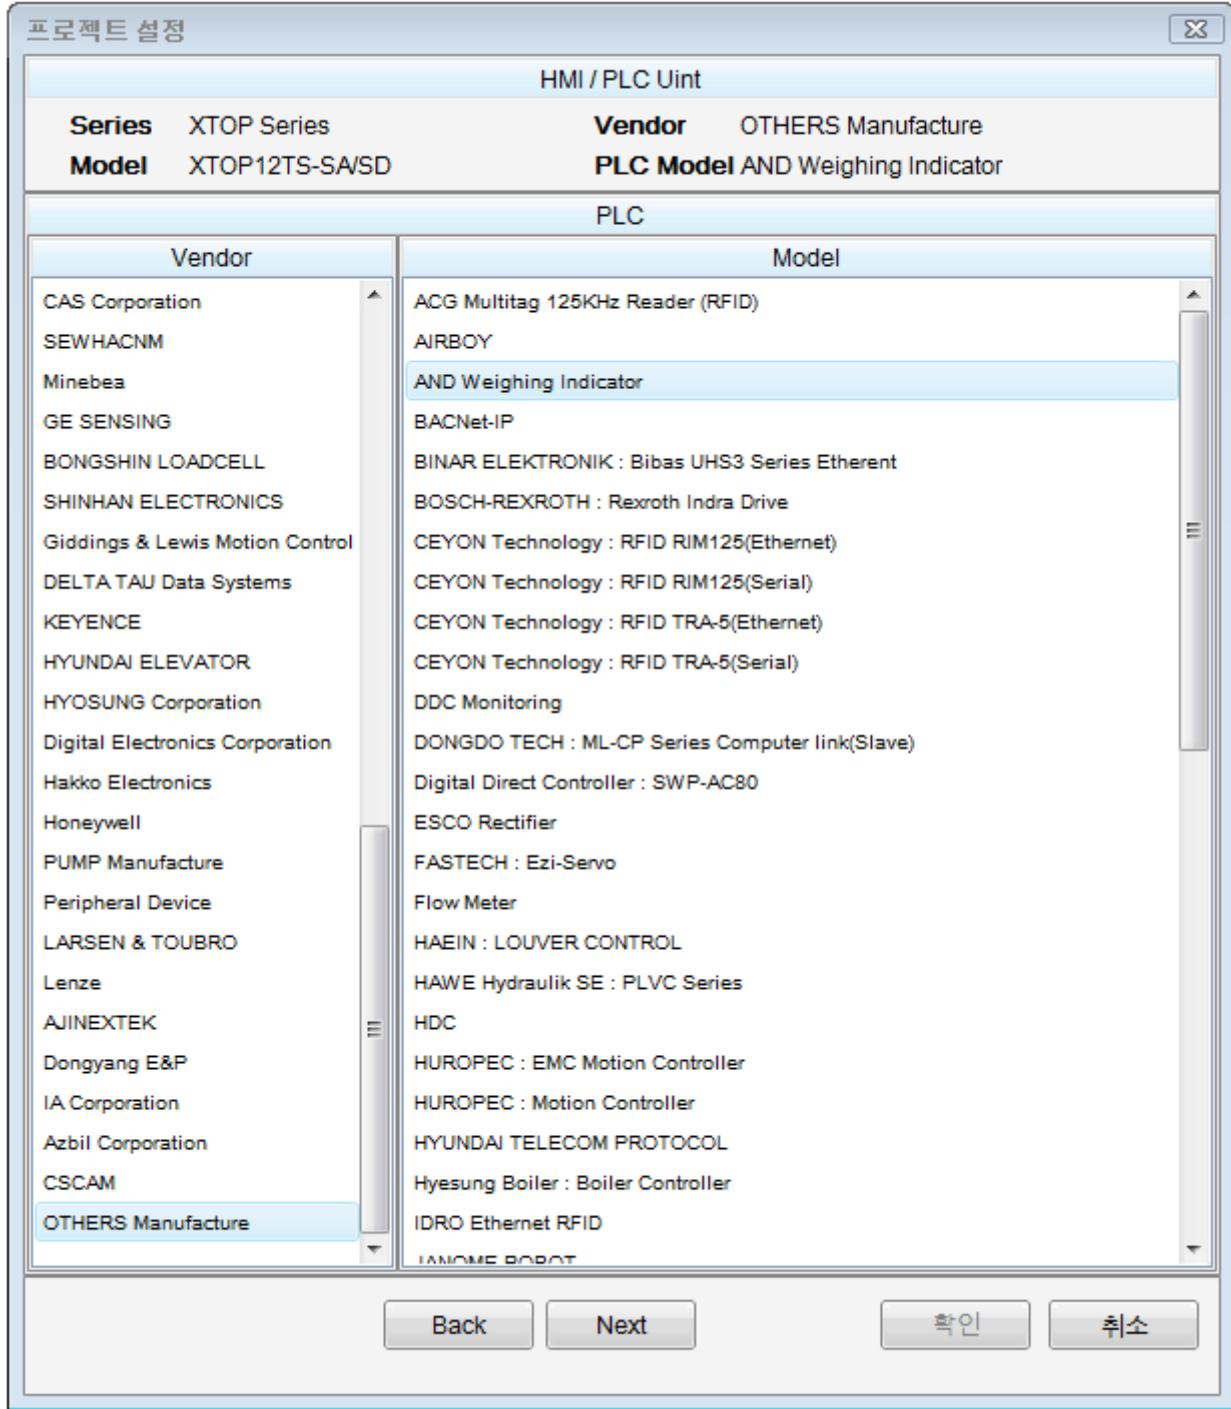 프로젝트 설정
HMI / PLC Uint
Series XTOP Series Vendor OTHERS Manufacture
Model XTOP12TS-SA/SD PLC Model AND Weighing Indicator
PLC
Vendor
CAS Corporation
SEWHACNM
Minebea
GE SENSING
BONGSHIN LOADCELL
SHINHAN ELECTRONICS
Giddings & Lewis Motion Control
DELTA TAU Data Systems
KEYENCE
HYUNDAI ELEVATOR
HYOSUNG Corporation
Digital Electronics Corporation
Hakko Electronics
Honeywell
PUMP Manufacture
Peripheral Device
LARSEN & TOUBRO
Lenze
AJINEXTEK
Dongyang E&P
IA Corporation
Azbil Corporation
CSCAM
OTHERS Manufacture
Model
ACG Multitag 125KHz Reader (RFID)
AIRBOY
AND Weighing Indicator
BACNet-IP
BINAR ELEKTRONIK : Bibas UHS3 Series Etherent
BOSCH-REXROTH : Rexroth Indra Drive
CEYON Technology : RFID RIM125(Ethernet)
CEYON Technology : RFID RIM125(Serial)
CEYON Technology : RFID TRA-5(Ethernet)
CEYON Technology : RFID TRA-5(Serial)
DDC Monitoring
DONGDO TECH : ML-CP Series Computer link(Slave)
Digital Direct Controller : SWP-AC80
ESCO Rectifier
FASTECH : Ezi-Servo
Flow Meter
HAEIN : LOUVER CONTROL
HAWE Hydraulik SE : PLVC Series
HDC
HUROPEC : EMC Motion Controller
HUROPEC : Motion Controller
HYUNDAI TELECOM PROTOCOL
Hyesung Boiler : Boiler Controller
IDRO Ethernet RFID
JANOME ROBOT
Back Next 확인 취소